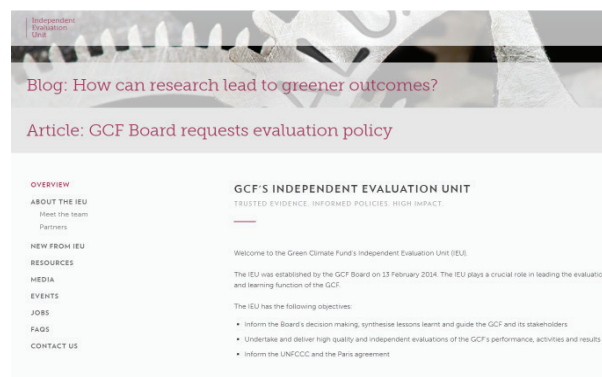 Independent
Evaluation
Unit
Blog: How can research lead to greener outcomes?
Article: GCF Board requests evaluation policy
OVERVIEW
ABOUT THE IEU
Meet the team
Partners
NEW FROM IEU
RESOURCES
MEDIA
EVENTS
JOBS
FAQS
CONTACT US
GCF'S INDEPENDENT EVALUATION UNIT
TRUSTED EVIDENCE. INFORMED POLICIES. HIGH IMPACT.
Welcome to the Green Climate Fund's Independent Evaluation Unit (IEU).
The IEU was established by the GCF Board on 13 February 2014. The IEU plays a crucial role in leading the evaluatio
and learning function of the GCF.
The IEU has the following objectives:
• Inform the Board's decision making, synthesise lessons learnt and guide the GCF and its stakeholders
• Undertake and deliver high quality and independent evaluations of the GCF's performance, activities and results
• Inform the UNFCCC and the Paris agreement